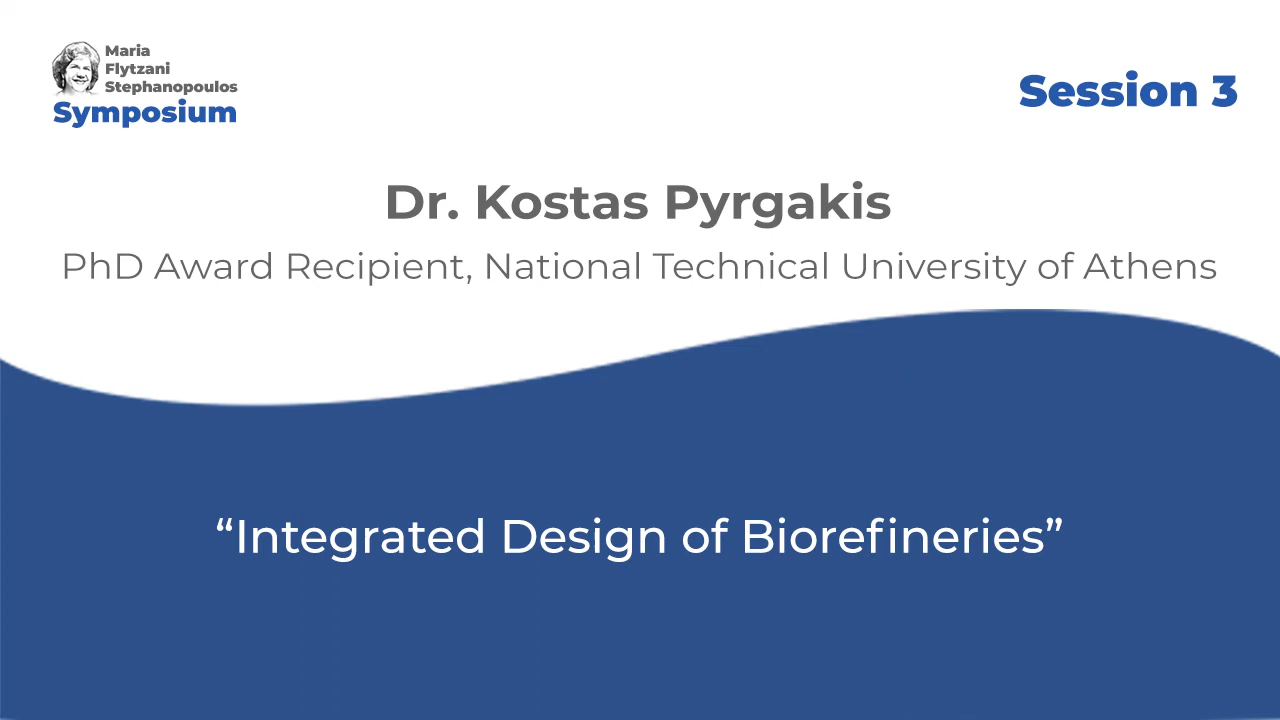 Maria
Flytzani
Stephanopoulos
Symposium
Session 3
Dr. Kostas Pyrgakis
PhD Award Recipient, National Technical University of Athens
“Integrated Design of Biorefineries”